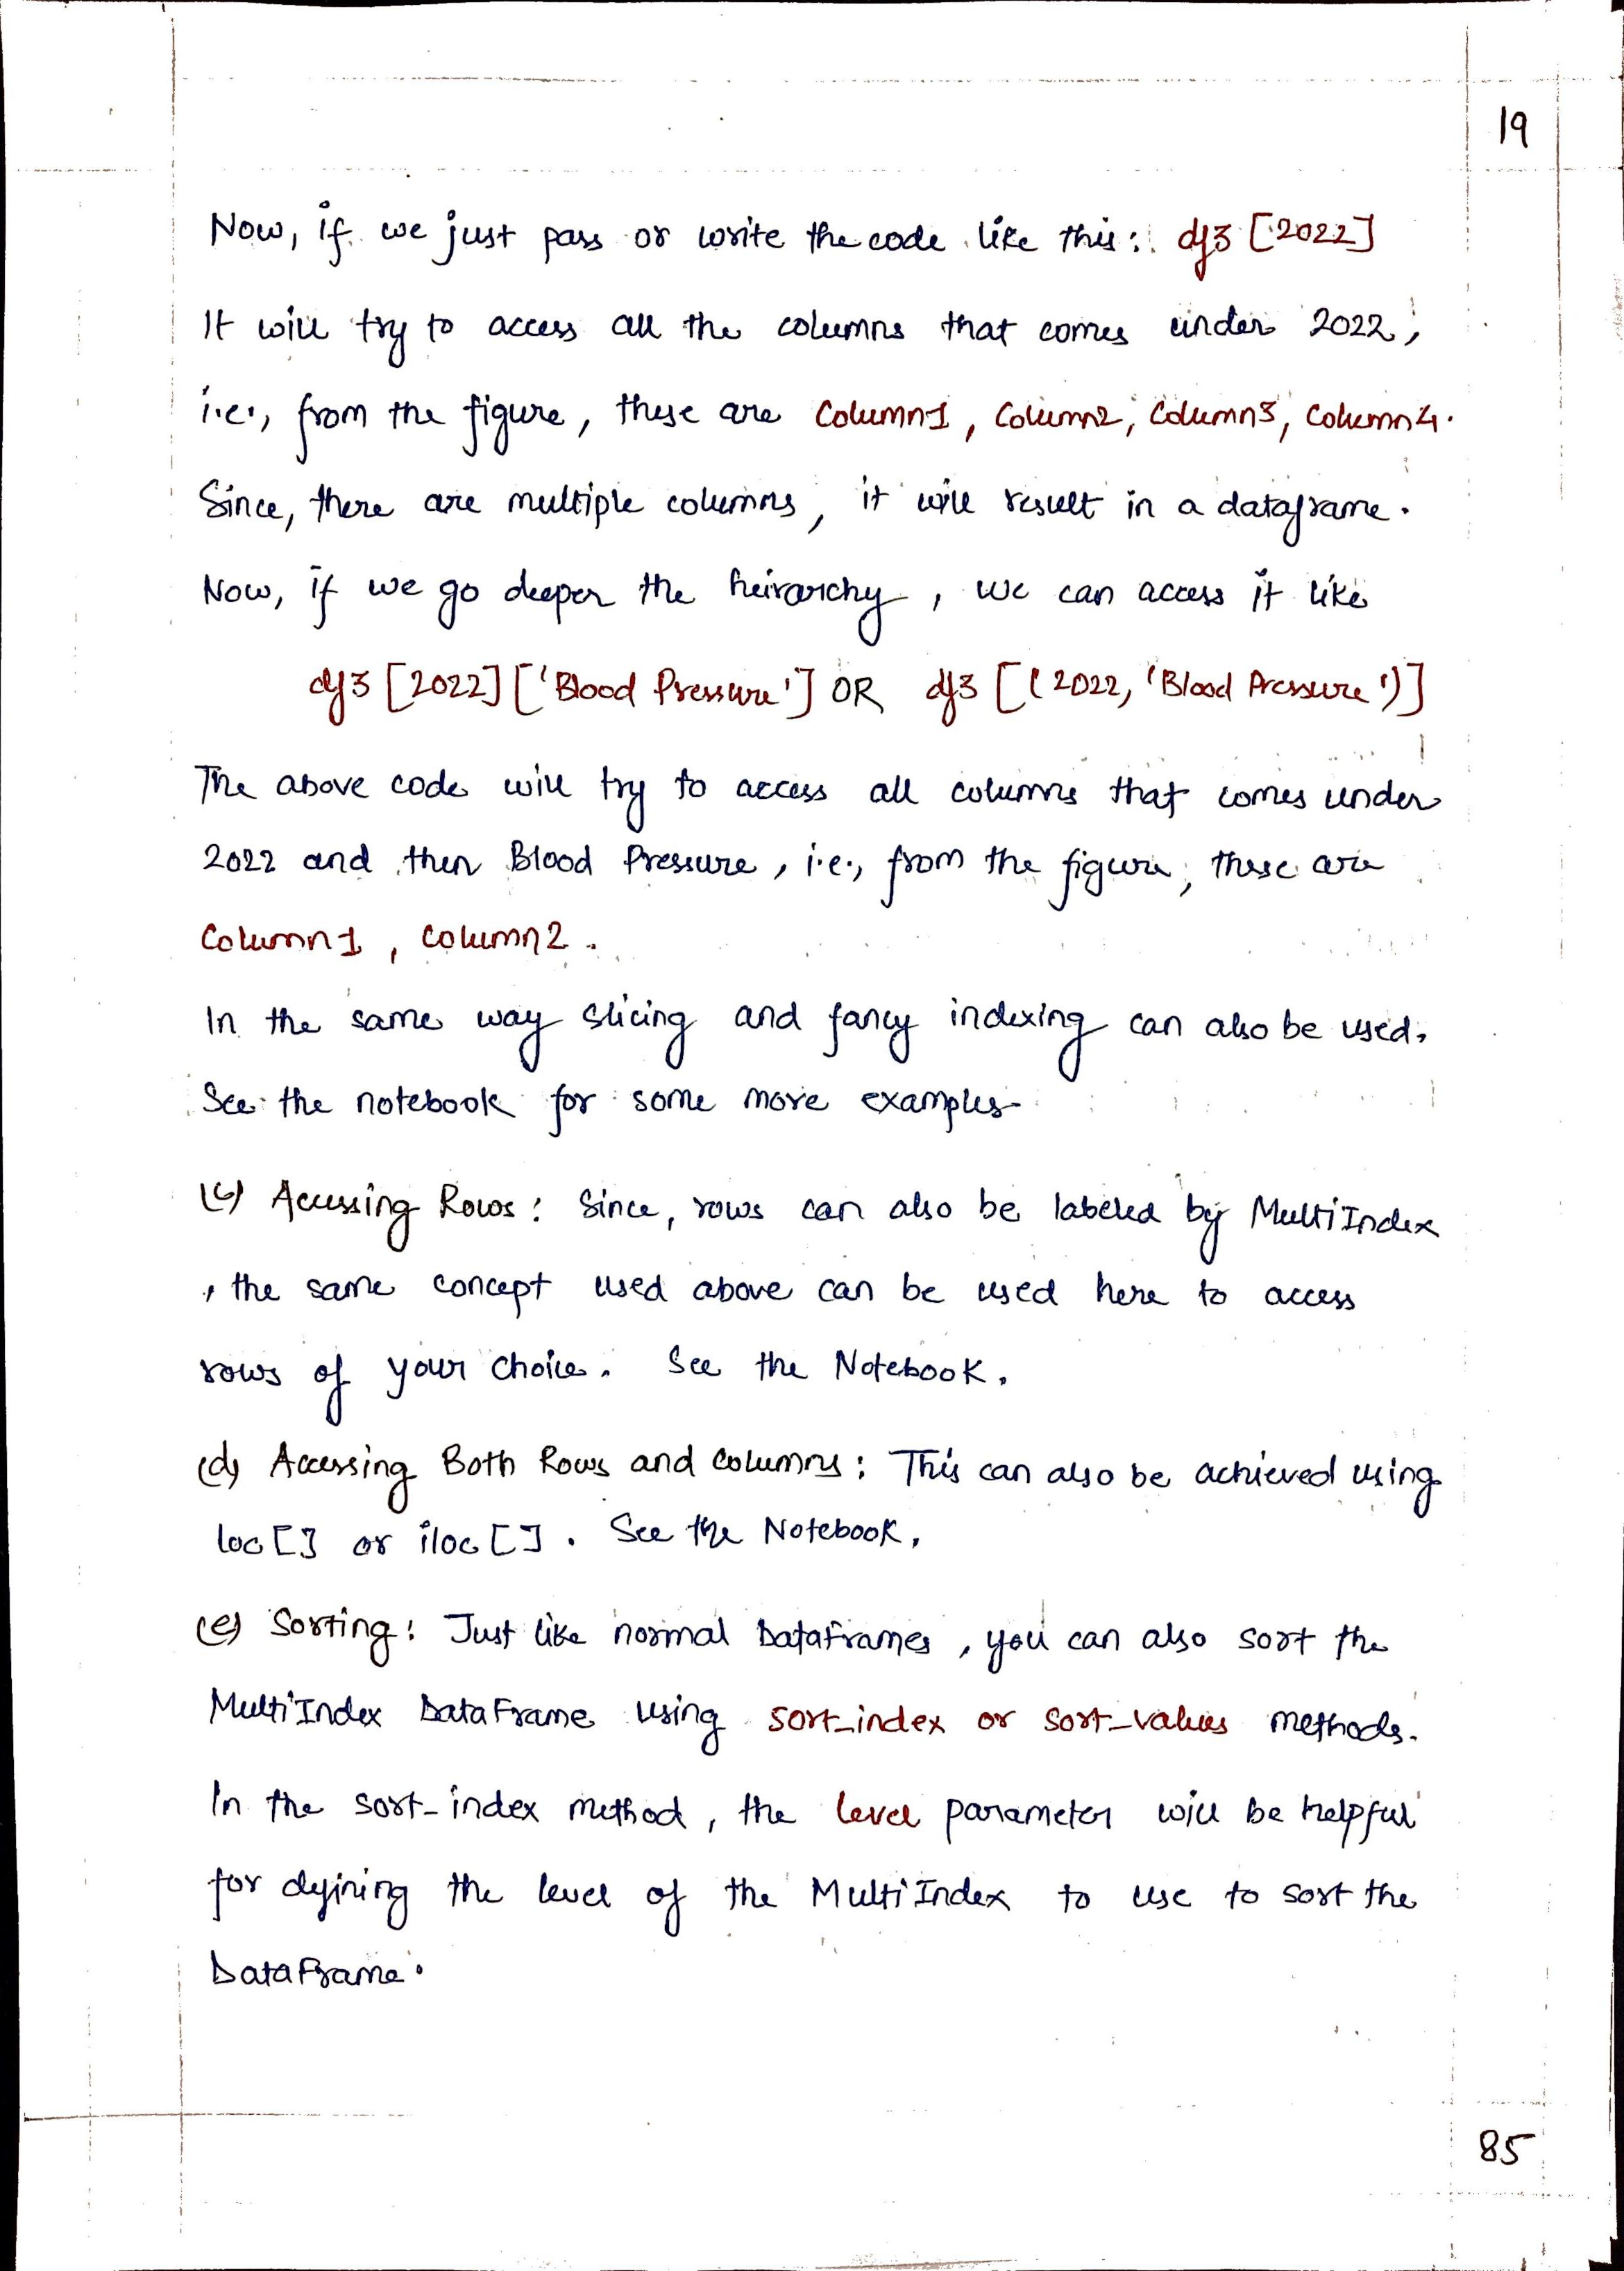 19
Now, if we just pass or write the code like this: df3 [2022]
It will try to access all the columns that comes under 2022,
i.e., from the figure, these are Column1, Column2, Column3, Column4.
Since, there are multiple columns, it will result in a dataframe.
Now, if we go deeper the heirarchy, we can access it like
df3 [2022] ['Blood Pressure'] OR df3 [(2022, 'Blood Pressure')]
The above code will try to access all columns that comes under
2022 and then Blood Pressure, i.e., from the figure, these are
Column1, Column2.
In the same way slicing and fancy indexing can also be used.
See the notebook for some more examples.
(c) Accessing Rows: Since, rows can also be labeled by MultiIndex
, the same concept used above can be used here to access
rows of your choice. See the Notebook.
(d) Accessing Both Rows and Columns: This can also be achieved using
loc[] or iloc[]. See the Notebook.
(e) Sorting: Just like normal DataFrames, you can also sort the
MultiIndex DataFrame using sort_index or sort_values methods.
In the sort_index method, the level parameter will be helpful
for defining the level of the MultiIndex to use to sort the
DataFrame.
85